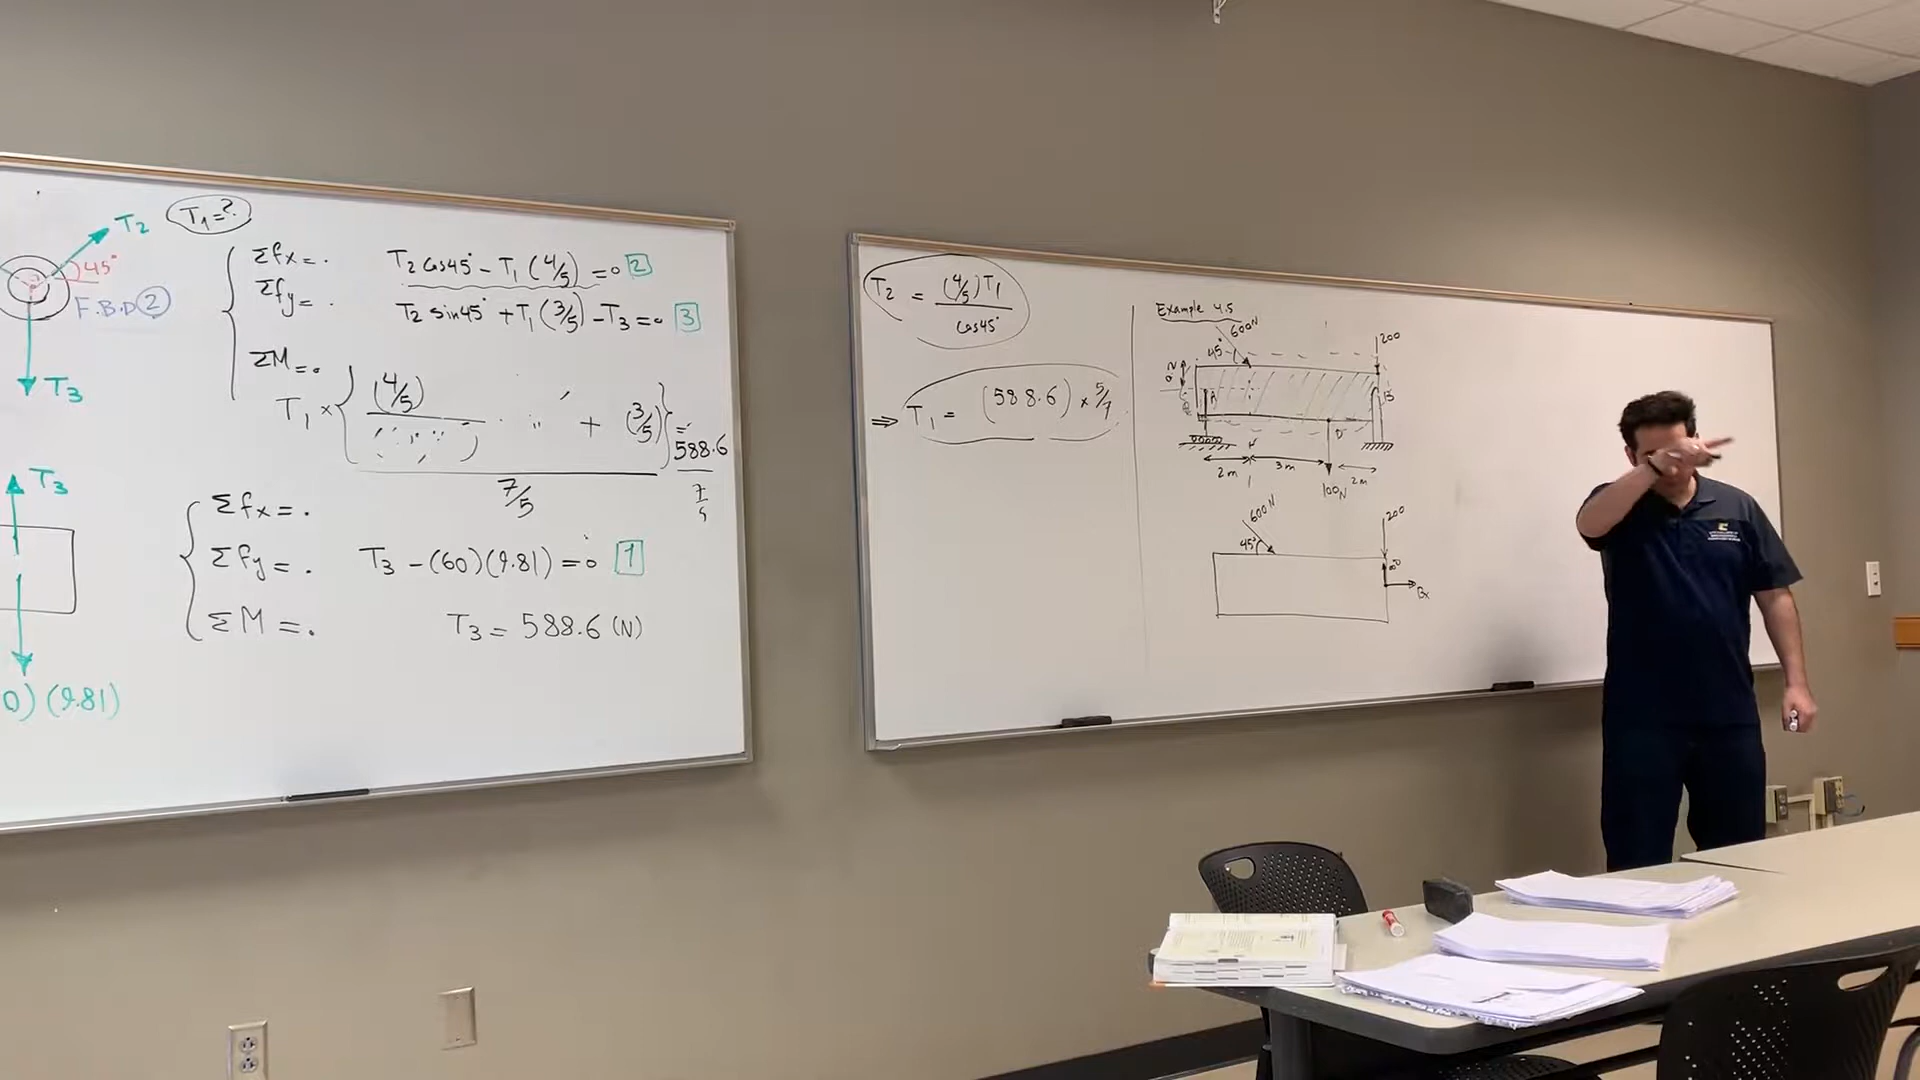 T2
45°
F.B.D ②
T3
T1=?
Σfx=.
Σfy=.
ΣM=.
T2 cos45° - T1 (4/5) = 0 2
T2 sin45° + T1 (3/5) - T3 = 0 3
T1 × { (4/5) + (3/5) } = 588.6
7/5
7
5
T3
0) (9.81)
Σfx = .
Σfy = . T3 - (60)(9.81) = 0 1
ΣM = . T3 = 588.6 (N)
T2 = (4/5) T1
cos45°
⇒ T1 = (588.6) × 5/7
Example 4.5
600N
45°
200
A
B
D
2m
3m
2m
100N
600N
45°
200
Bx